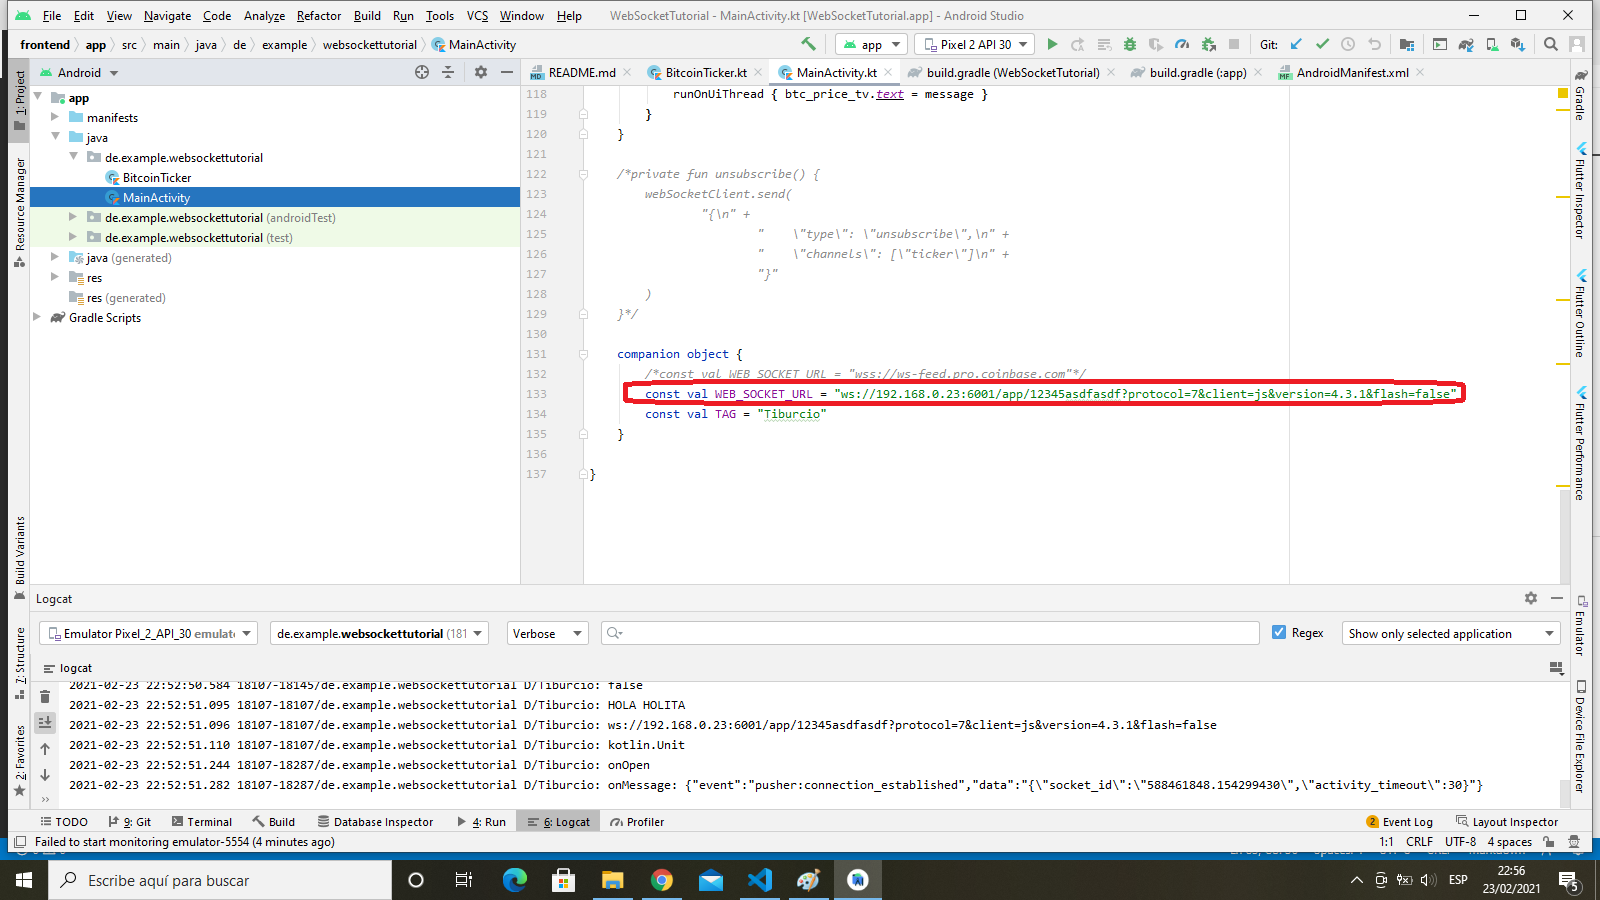 File Edit View Navigate Code Analyze Refactor Build Run Tools VCS Window Help WebSocketTutorial - MainActivity.kt [WebSocketTutorial.app] - Android Studio
frontend app src main java de example websockettutorial MainActivity app Pixel 2 API 30 Git:
Android README.md BitcoinTicker.kt MainActivity.kt build.gradle (WebSocketTutorial) build.gradle (:app) AndroidManifest.xml
1: Project
Resource Manager
Build Variants
7: Structure
2: Favorites
app
manifests
java
de.example.websockettutorial
BitcoinTicker
MainActivity
de.example.websockettutorial (androidTest)
de.example.websockettutorial (test)
java (generated)
res
res (generated)
Gradle Scripts
118 runOnUiThread { btc_price_tv.text = message }
119 }
120 }
121
122 /*private fun unsubscribe() {
123 webSocketClient.send(
124 "{\n" +
125 "    \"type\": \"unsubscribe\",\n" +
126 "    \"channels\": [\"ticker\"]\n" +
127 "}"
128 )
129 }*/
130
131 companion object {
132 /*const val WEB_SOCKET_URL = "wss://ws-feed.pro.coinbase.com"*/
133 const val WEB_SOCKET_URL = "ws://192.168.0.23:6001/app/12345asdfasdf?protocol=7&client=js&version=4.3.1&flash=false"
134 const val TAG = "Tiburcio"
135 }
136
137 }
Gradle
Flutter Inspector
Flutter Outline
Flutter Performance
Emulator
Device File Explorer
Logcat
Emulator Pixel_2_API_30 emulat de.example.websockettutorial (181 Verbose Regex Show only selected application
logcat
2021-02-23 22:52:50.584 18107-18145/de.example.websockettutorial D/Tiburcio: false
2021-02-23 22:52:51.095 18107-18107/de.example.websockettutorial D/Tiburcio: HOLA HOLITA
2021-02-23 22:52:51.096 18107-18107/de.example.websockettutorial D/Tiburcio: ws://192.168.0.23:6001/app/12345asdfasdf?protocol=7&client=js&version=4.3.1&flash=false
2021-02-23 22:52:51.110 18107-18107/de.example.websockettutorial D/Tiburcio: kotlin.Unit
2021-02-23 22:52:51.244 18107-18287/de.example.websockettutorial D/Tiburcio: onOpen
2021-02-23 22:52:51.282 18107-18287/de.example.websockettutorial D/Tiburcio: onMessage: {"event":"pusher:connection_established","data":"{\"socket_id\":\"588461848.154299430\",\"activity_timeout\":30}"}
TODO 9: Git Terminal Build Database Inspector 4: Run 6: Logcat Profiler 2 Event Log Layout Inspector
Failed to start monitoring emulator-5554 (4 minutes ago) 1:1 CRLF UTF-8 4 spaces
Escribe aquí para buscar ESP 22:56
23/02/2021 5